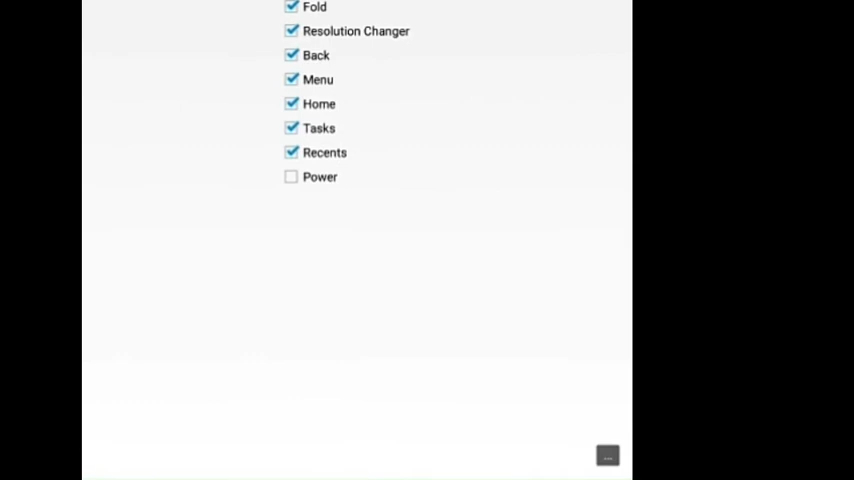 Fold
Resolution Changer
Back
Menu
Home
Tasks
Recents
Power
...